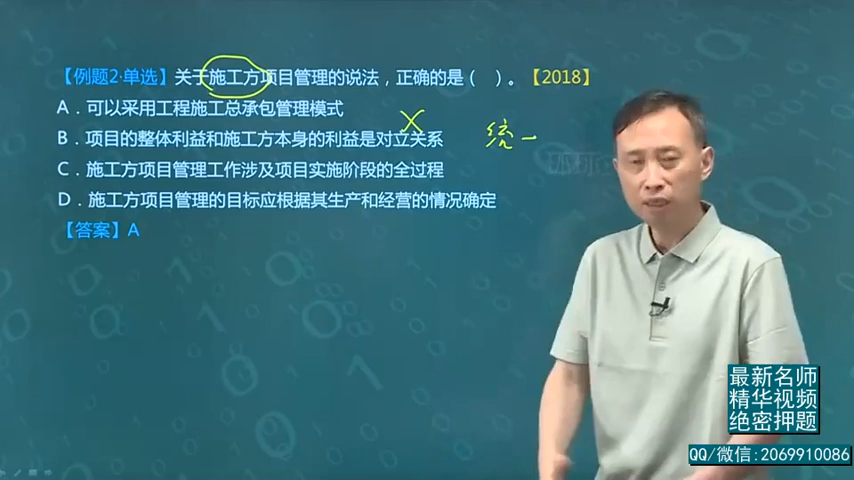 【例题2·单选】关于施工方项目管理的说法，正确的是（ ）。【2018】
A．可以采用工程施工总承包管理模式
B．项目的整体利益和施工方本身的利益是对立关系
统一
C．施工方项目管理工作涉及项目实施阶段的全过程
D．施工方项目管理的目标应根据其生产和经营的情况确定
【答案】A
最新名师
精华视频
绝密押题
QQ/微信:2069910086